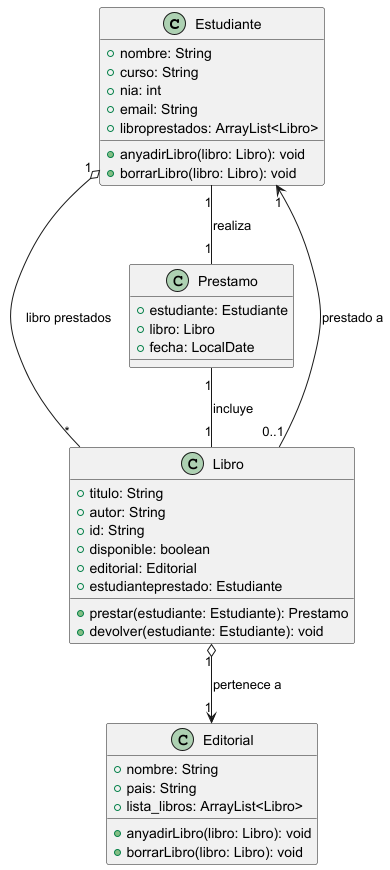 C Estudiante
nombre: String
curso: String
nia: int
email: String
libroprestados: ArrayList<Libro>
anyadirLibro(libro: Libro): void
borrarLibro(libro: Libro): void
1
1
1
realiza
libro prestados
prestado a
1
C Prestamo
estudiante: Estudiante
libro: Libro
fecha: LocalDate
1
incluye
*
1
0..1
C Libro
titulo: String
autor: String
id: String
disponible: boolean
editorial: Editorial
estudianteprestado: Estudiante
prestar(estudiante: Estudiante): Prestamo
devolver(estudiante: Estudiante): void
1
pertenece a
1
C Editorial
nombre: String
pais: String
lista_libros: ArrayList<Libro>
anyadirLibro(libro: Libro): void
borrarLibro(libro: Libro): void